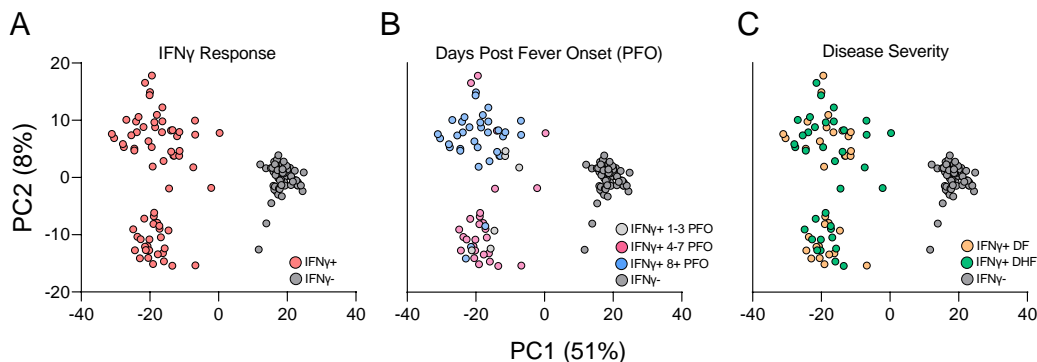 A
IFNγ Response
PC2 (8%)
20
10
0
-10
-20
-40
-20
0
20
40
IFNγ+
IFNγ-
B
Days Post Fever Onset (PFO)
-40
-20
0
20
40
IFNγ+ 1-3 PFO
IFNγ+ 4-7 PFO
IFNγ+ 8+ PFO
IFNγ-
PC1 (51%)
C
Disease Severity
-40
-20
0
20
40
IFNγ+ DF
IFNγ+ DHF
IFNγ-